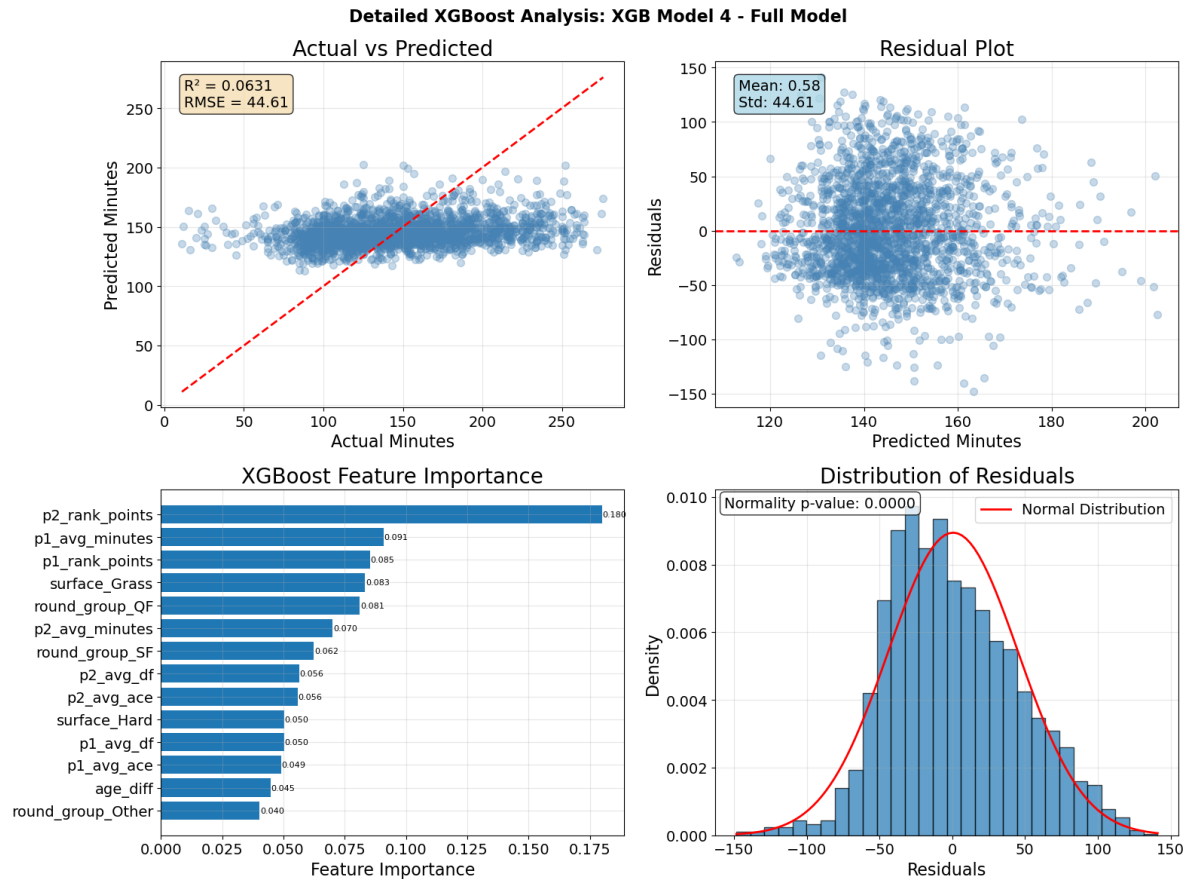 Detailed XGBoost Analysis: XGB Model 4 - Full Model
Actual vs Predicted
R² = 0.0631
RMSE = 44.61
Predicted Minutes
250
200
150
100
50
0
0 50 100 150 200 250
Actual Minutes
Residual Plot
Mean: 0.58
Std: 44.61
Residuals
150
100
50
0
−50
−100
−150
120 140 160 180 200
Predicted Minutes
XGBoost Feature Importance
p2_rank_points 0.180
p1_avg_minutes 0.091
p1_rank_points 0.085
surface_Grass 0.083
round_group_QF 0.081
p2_avg_minutes 0.070
round_group_SF 0.062
p2_avg_df 0.056
p2_avg_ace 0.056
surface_Hard 0.050
p1_avg_df 0.050
p1_avg_ace 0.049
age_diff 0.045
round_group_Other 0.040
0.000 0.025 0.050 0.075 0.100 0.125 0.150 0.175
Feature Importance
Distribution of Residuals
Normality p-value: 0.0000
Normal Distribution
Density
0.010
0.008
0.006
0.004
0.002
0.000
−150 −100 −50 0 50 100 150
Residuals